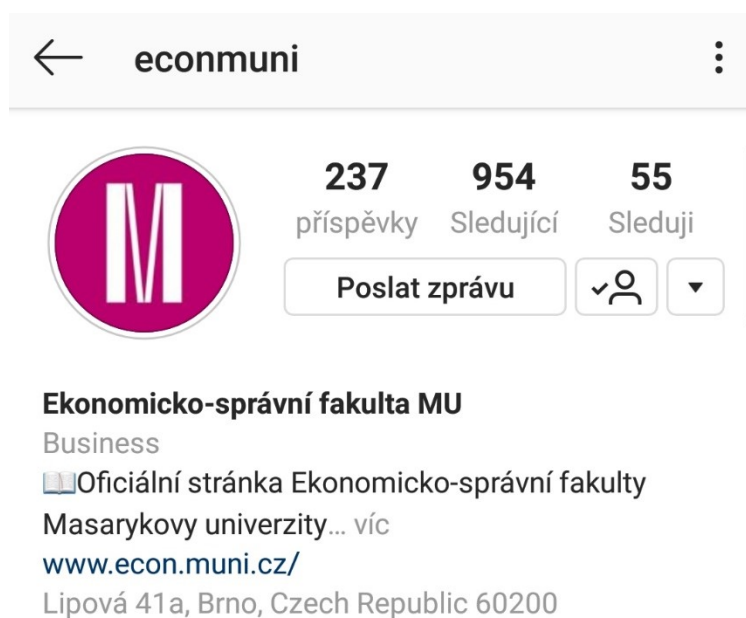 econmuni
M
237 954 55
příspěvky Sledující Sleduji
Poslat zprávu
Ekonomicko-správní fakulta MU
Business
📖Oficiální stránka Ekonomicko-správní fakulty
Masarykovy univerzity... víc
www.econ.muni.cz/
Lipová 41a, Brno, Czech Republic 60200